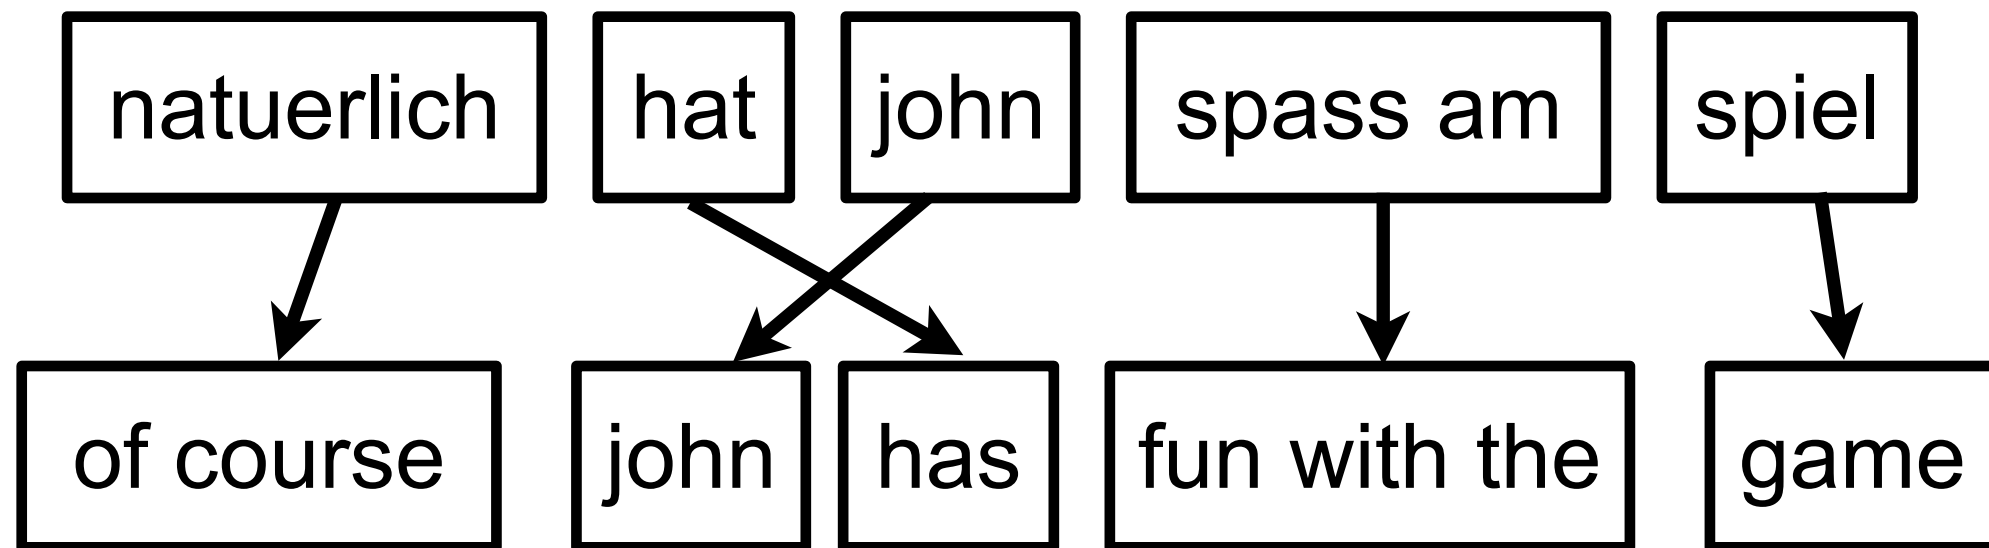 natuerlich hat john spass am spiel
of course john has fun with the game